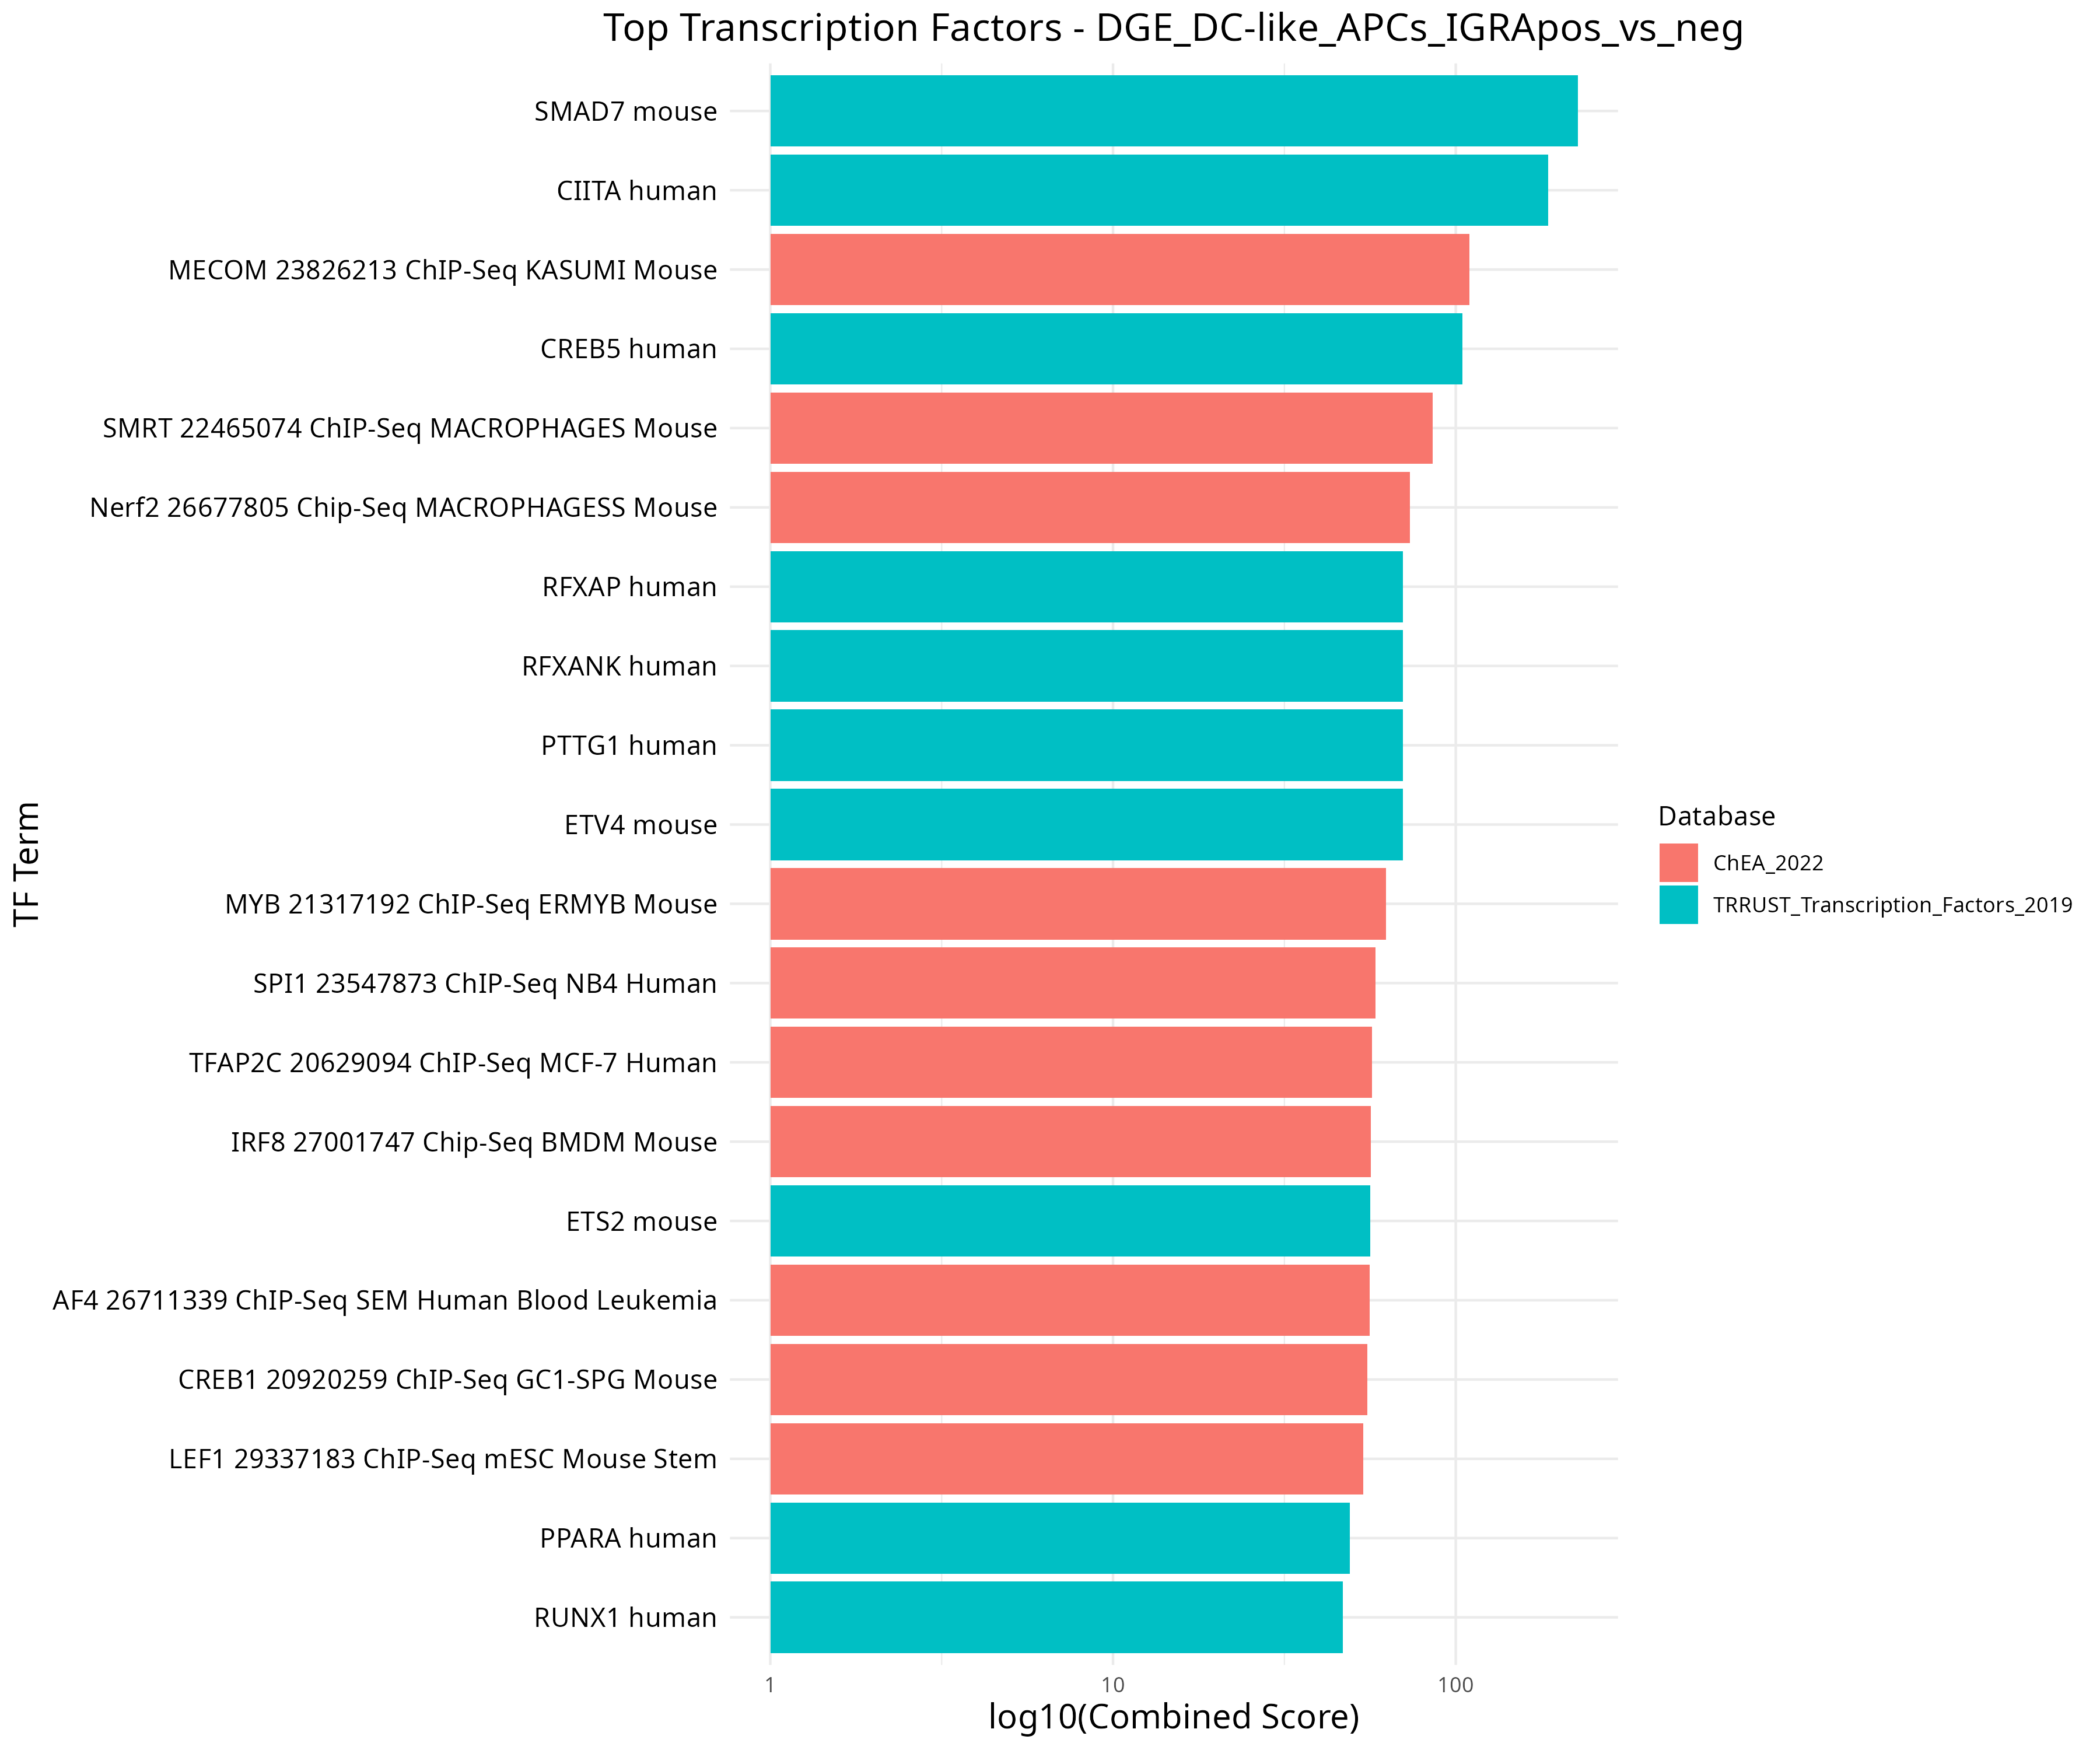 Top Transcription Factors - DGE_DC-like_APCs_IGRApos_vs_neg
SMAD7 mouse
CIITA human
MECOM 23826213 ChIP-Seq KASUMI Mouse
CREB5 human
SMRT 22465074 ChIP-Seq MACROPHAGES Mouse
Nerf2 26677805 Chip-Seq MACROPHAGESS Mouse
RFXAP human
RFXANK human
PTTG1 human
ETV4 mouse
MYB 21317192 ChIP-Seq ERMYB Mouse
SPI1 23547873 ChIP-Seq NB4 Human
TFAP2C 20629094 ChIP-Seq MCF-7 Human
IRF8 27001747 Chip-Seq BMDM Mouse
ETS2 mouse
AF4 26711339 ChIP-Seq SEM Human Blood Leukemia
CREB1 20920259 ChIP-Seq GC1-SPG Mouse
LEF1 29337183 ChIP-Seq mESC Mouse Stem
PPARA human
RUNX1 human
TF Term
1 10 100
log10(Combined Score)
Database
ChEA_2022
TRRUST_Transcription_Factors_2019